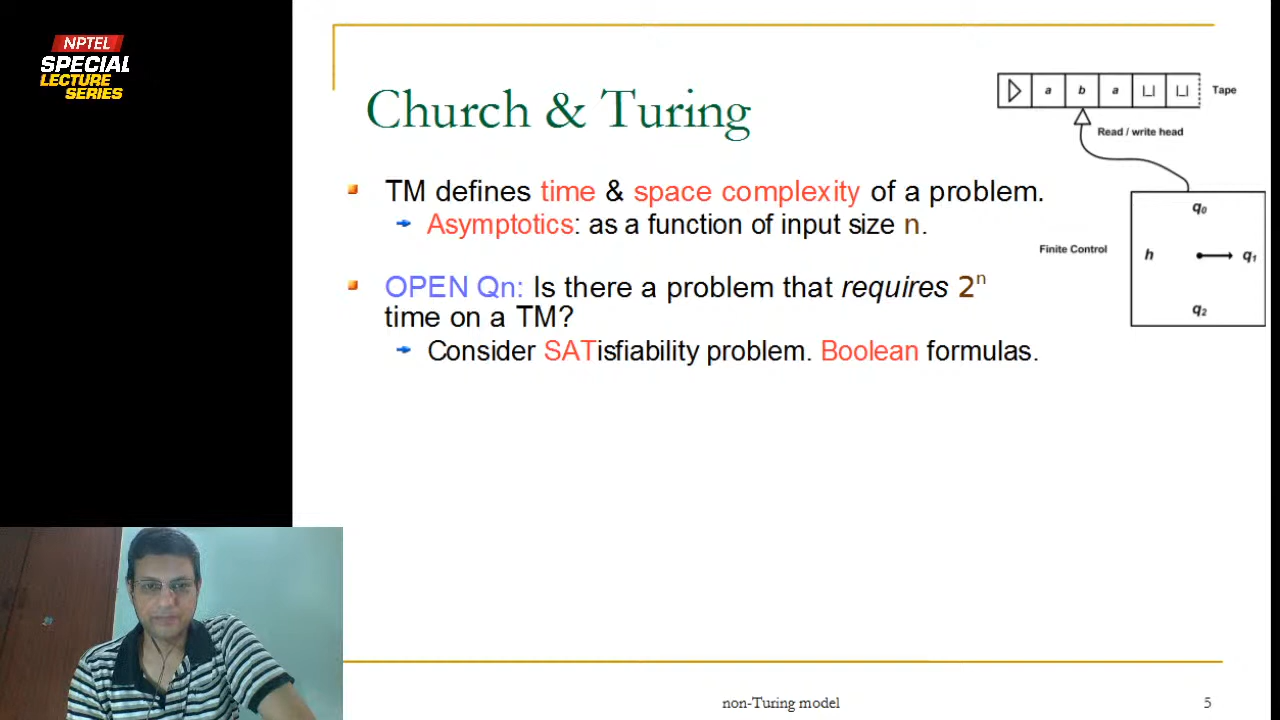 NPTEL
SPECIAL
LECTURE
SERIES
Church & Turing
▷ a b a ⊔ ⊔ Tape
Read / write head
TM defines time & space complexity of a problem.
Asymptotics: as a function of input size n.
q₀
Finite Control
h
q₁
q₂
OPEN Qn: Is there a problem that requires 2ⁿ
time on a TM?
Consider SATisfiability problem. Boolean formulas.
non-Turing model
5